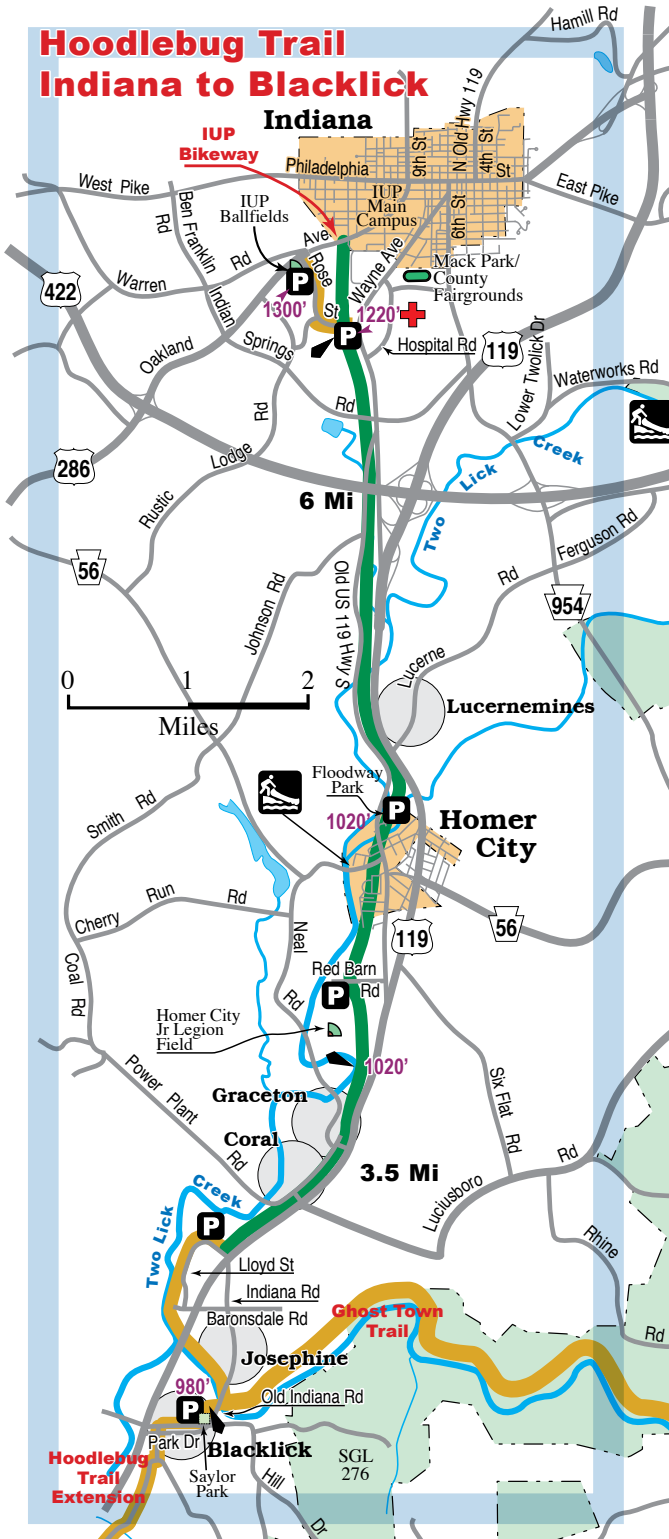 Hoodlebug Trail
Indiana to Blacklick
Hamill Rd
Indiana
IUP
Bikeway
Philadelphia
St
9th St
N Old Hwy 119
4th St
West Pike
East Pike
Ben Franklin
Rd
IUP
Ballfields
IUP
Main
Campus
6th St
Ave
Wayne Ave
Warren
Rd
Rose
St
Mack Park/
County
Fairgrounds
422
P
1300'
1220'
P
Indian
Springs
Rd
Hospital Rd
119
Lower Twolick Dr
Waterworks Rd
Oakland
Rd
Lodge
Rustic
286
Two
Lick
Creek
6 Mi
56
Ferguson Rd
954
Johnson Rd
Old US 119 Hwy S
Lucerne
Rd
0
1
2
Miles
Lucernemines
Floodway
Park
P
1020'
Homer
City
Smith Rd
Cherry Run Rd
Coal Rd
Neal
Rd
119
56
Red Barn
Rd
P
Homer City
Jr Legion
Field
1020'
Graceton
Coral
Power Plant
Rd
Six Flat Rd
3.5 Mi
Luciusboro
Rd
Rhine
Rd
Two Lick
Creek
P
Lloyd St
Indiana Rd
Baronsdale Rd
Ghost Town
Trail
Josephine
980'
P
Old Indiana Rd
Park Dr
Blacklick
Saylor
Park
Hill
Dr
SGL
276
Hoodlebug
Trail
Extension